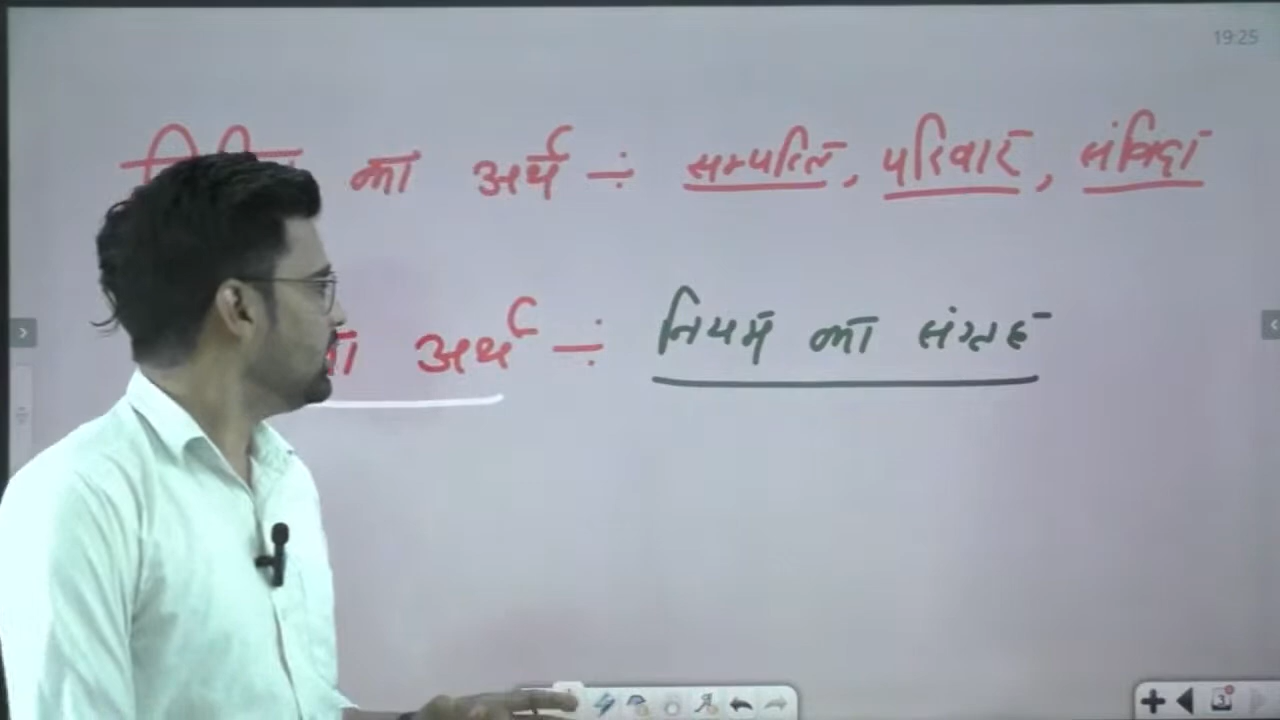 19:25
का अर्थ ÷ सम्पत्ति, परिवार, संविदा
अर्थ ÷ नियमों का संग्रह